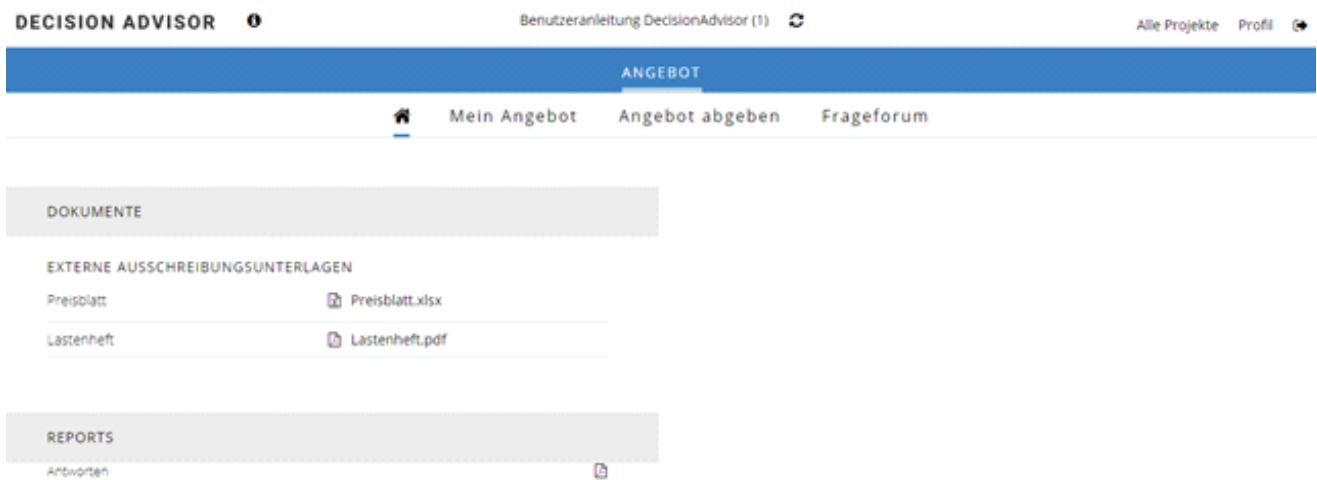 DECISION ADVISOR Benutzeranleitung DecisionAdvisor (1) Alle Projekte Profil
ANGEBOT
Mein Angebot Angebot abgeben Frageforum
DOKUMENTE
EXTERNE AUSSCHREIBUNGSUNTERLAGEN
Preisblatt Preisblatt.xlsx
Lastenheft Lastenheft.pdf
REPORTS
Antworten